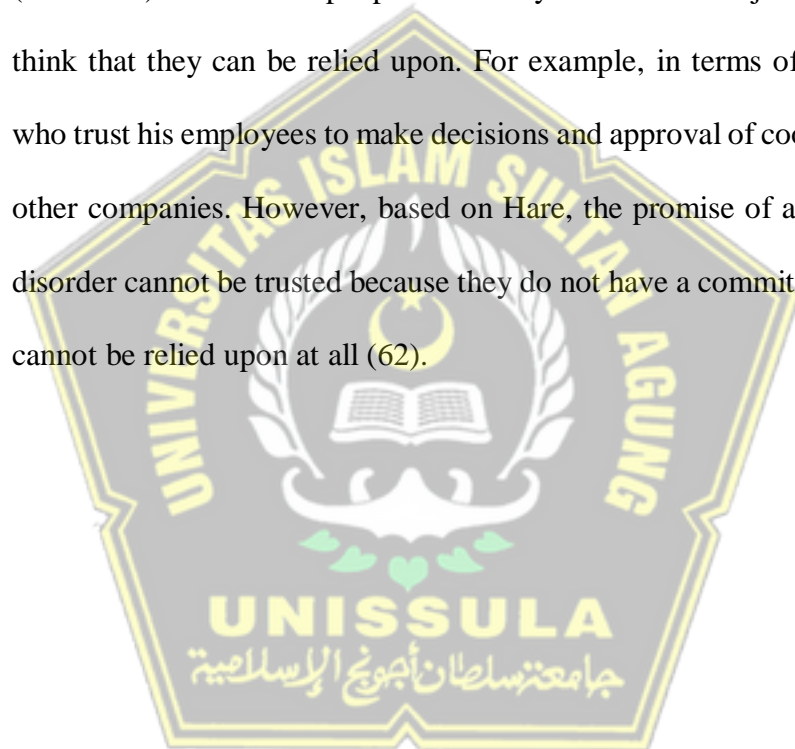 think that they can be relied upon. For example, in terms of
who trust his employees to make decisions and approval of
other companies. However, based on Hare, the promise of a
disorder cannot be trusted because they do not have a
cannot be relied upon at all (62).
UNIVERSITAS ISLAM SULTAN AGUNG
UNISSULA
جامعة سلطان أجونج الإسلامية